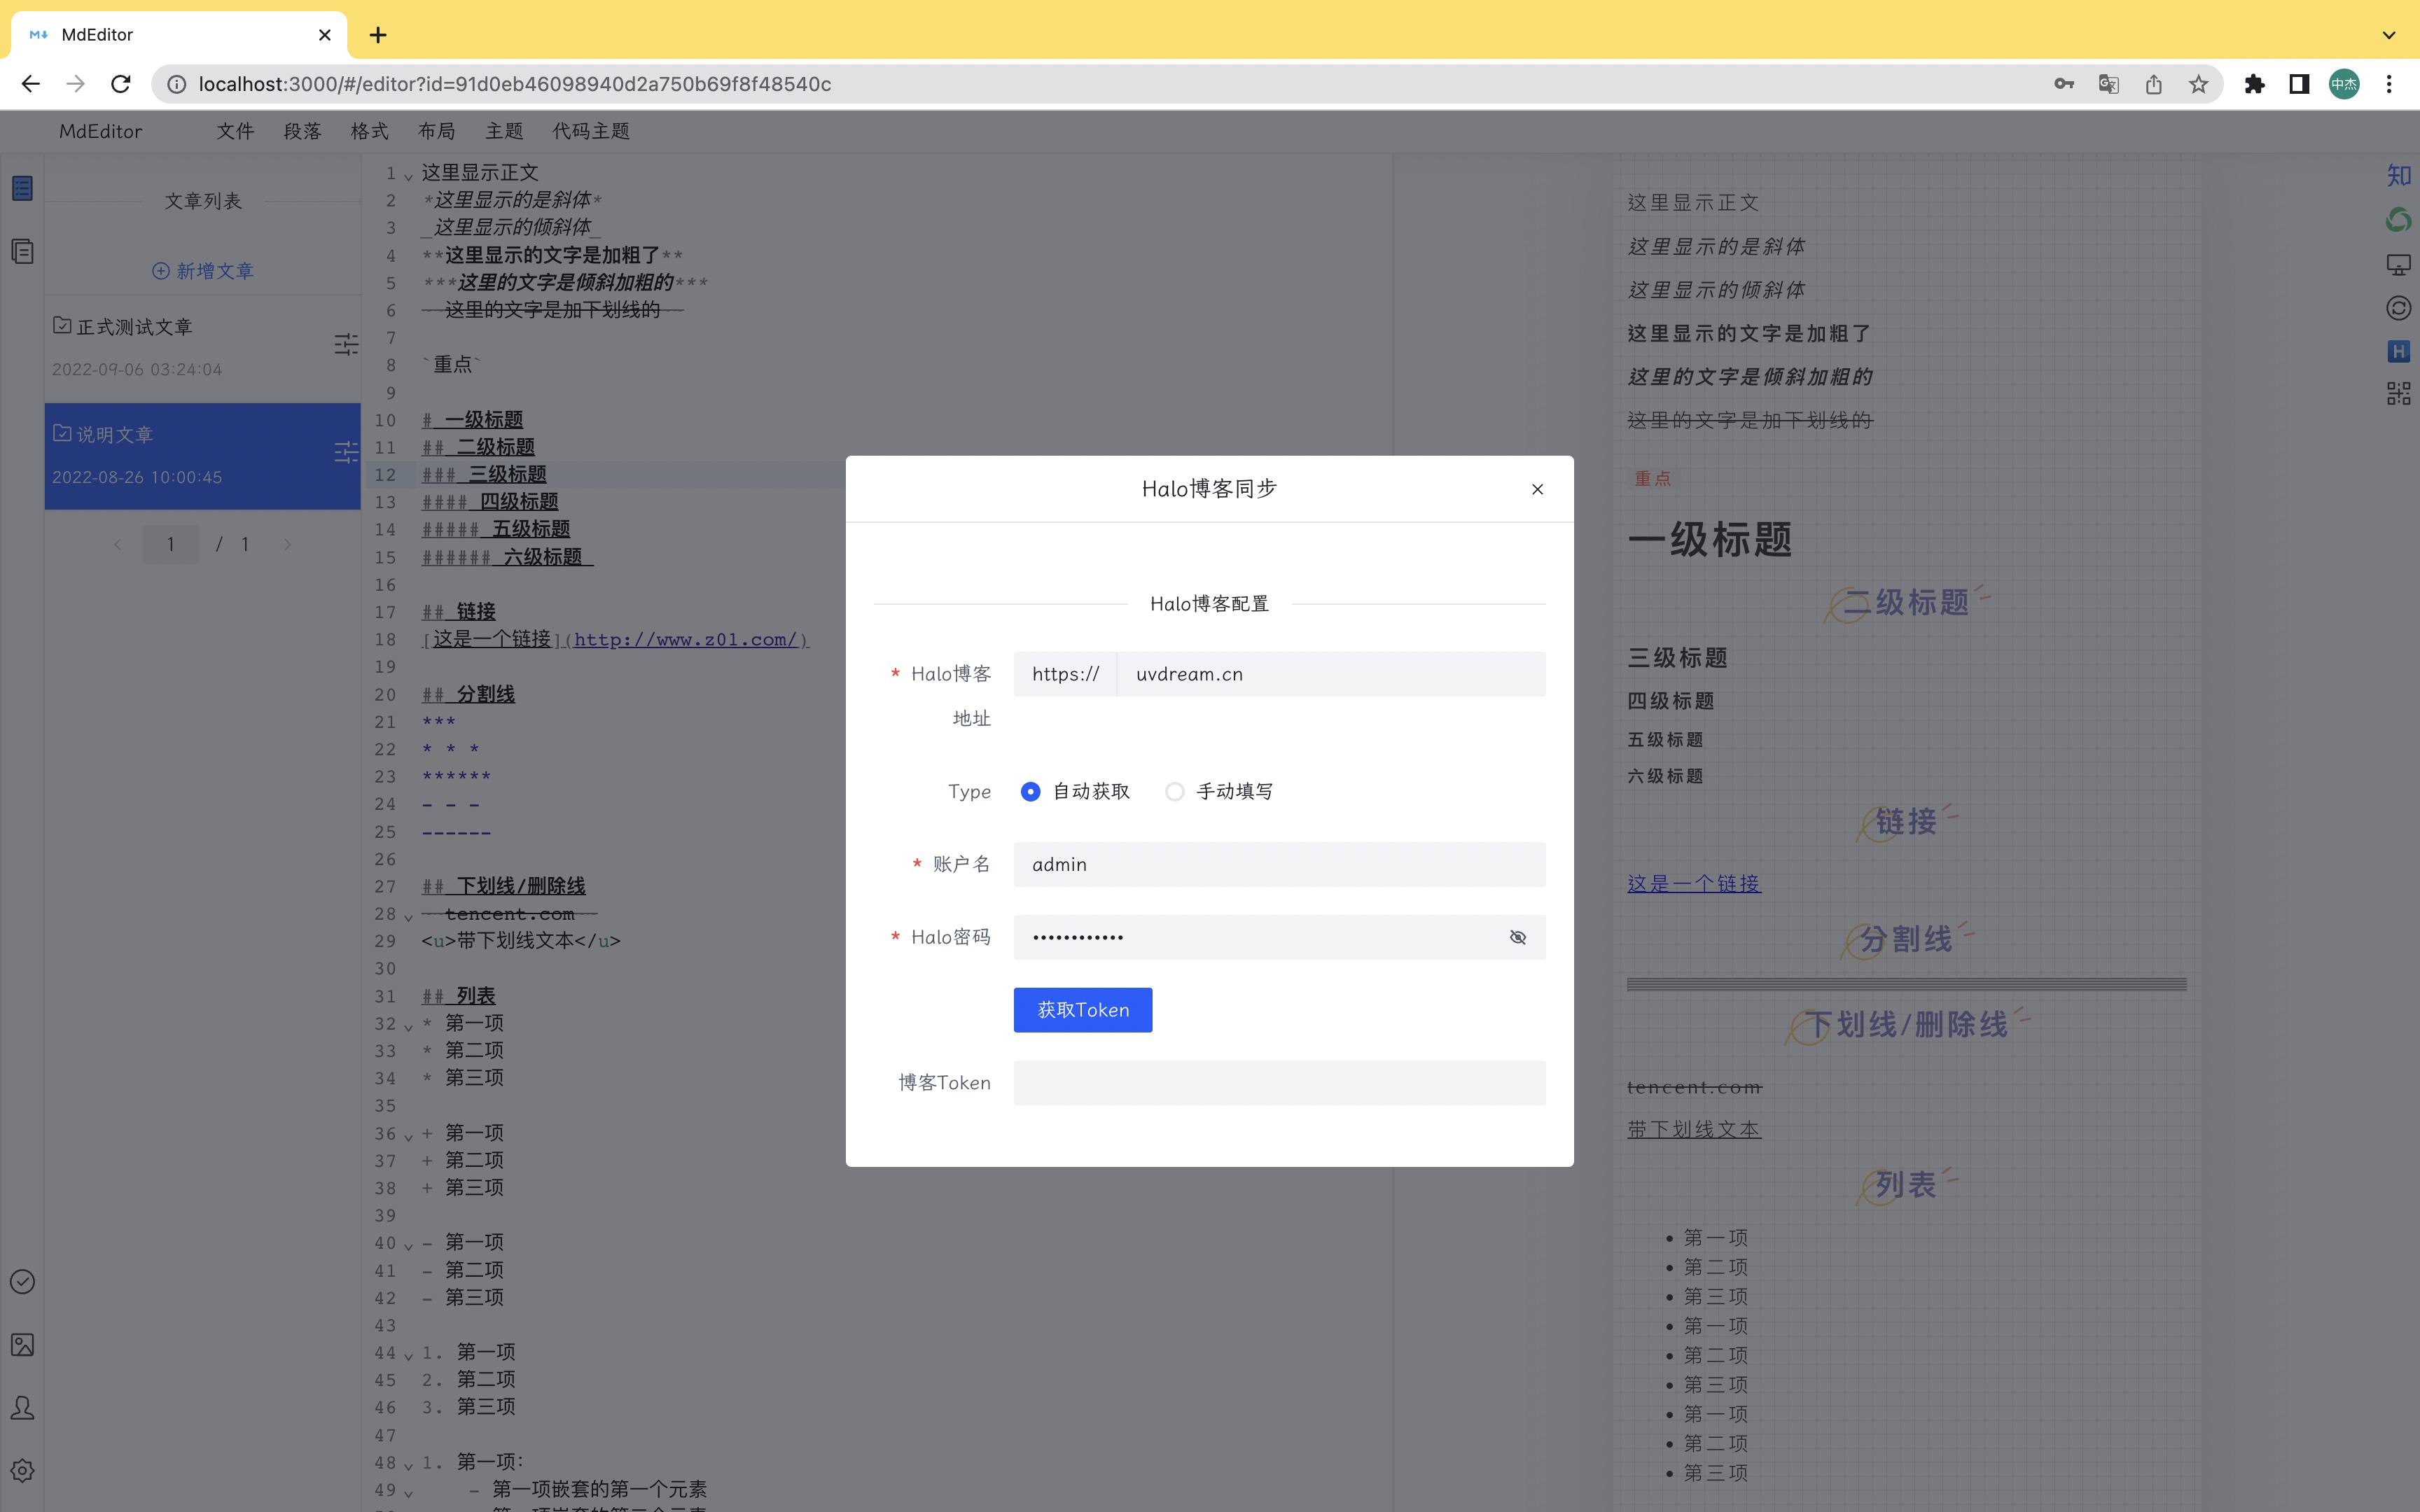 MdEditor
localhost:3000/#/editor?id=91d0eb46098940d2a750b69f8f48540c
中杰
MdEditor 文件 段落 格式 布局 主题 代码主题
文章列表
新增文章
正式测试文章
2022-09-06 03:24:04
说明文章
2022-08-26 10:00:45
1 / 1
1 这里显示正文
2 *这里显示的是斜体*
3 _这里显示的倾斜体_
4 **这里显示的文字是加粗了**
5 ***这里的文字是倾斜加粗的***
6 ~~这里的文字是加下划线的~~
7
8 `重点`
9
10 # 一级标题
11 ## 二级标题
12 ### 三级标题
13 #### 四级标题
14 ##### 五级标题
15 ###### 六级标题
16
17 ## 链接
18 [这是一个链接](http://www.z01.com/)
19
20 ## 分割线
21 ***
22 * * *
23 ******
24 - - -
25 ------
26
27 ## 下划线/删除线
28 ~~tencent.com~~
29 <u>带下划线文本</u>
30
31 ## 列表
32 * 第一项
33 * 第二项
34 * 第三项
35
36 + 第一项
37 + 第二项
38 + 第三项
39
40 - 第一项
41 - 第二项
42 - 第三项
43
44 1. 第一项
45 2. 第二项
46 3. 第三项
47
48 1. 第一项:
49 - 第一项嵌套的第一个元素
Halo博客同步
Halo博客配置
* Halo博客地址 https:// uvdream.cn
Type 自动获取 手动填写
* 账户名 admin
* Halo密码 ••••••••••••
获取Token
博客Token
这里显示正文
这里显示的是斜体
这里显示的倾斜体
这里显示的文字是加粗了
这里的文字是倾斜加粗的
这里的文字是加下划线的
重点
一级标题
二级标题
三级标题
四级标题
五级标题
六级标题
链接
这是一个链接
分割线
下划线/删除线
tencent.com
带下划线文本
列表
• 第一项
• 第二项
• 第三项
• 第一项
• 第二项
• 第三项
• 第一项
• 第二项
• 第三项
知
H